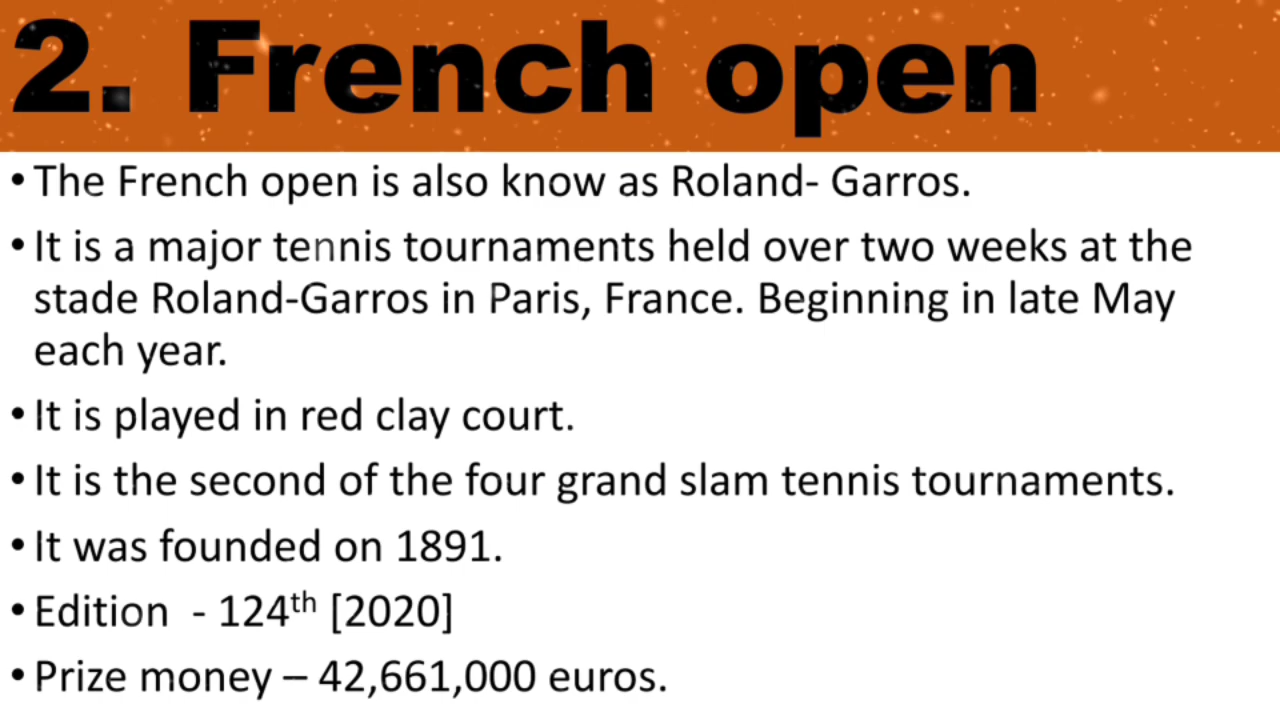 2. French open
• The French open is also know as Roland- Garros.
• It is a major tennis tournaments held over two weeks at the
stade Roland-Garros in Paris, France. Beginning in late May
each year.
• It is played in red clay court.
• It is the second of the four grand slam tennis tournaments.
• It was founded on 1891.
• Edition - 124th [2020]
• Prize money – 42,661,000 euros.